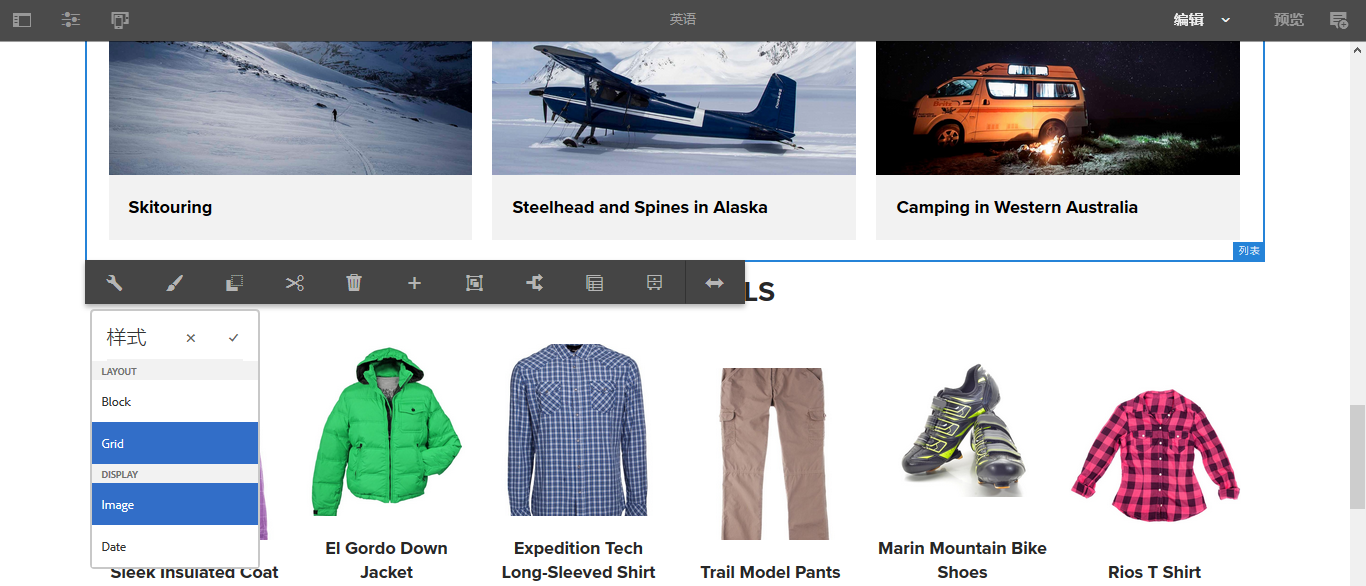 英语
编辑
预览
Skitouring
Steelhead and Spines in Alaska
Camping in Western Australia
列表
LS
样式
LAYOUT
Block
Grid
DISPLAY
Image
Date
El Gordo Down
Jacket
Expedition Tech
Long-Sleeved Shirt
Trail Model Pants
Marin Mountain Bike
Shoes
Rios T Shirt
Sleek Insulated Coat